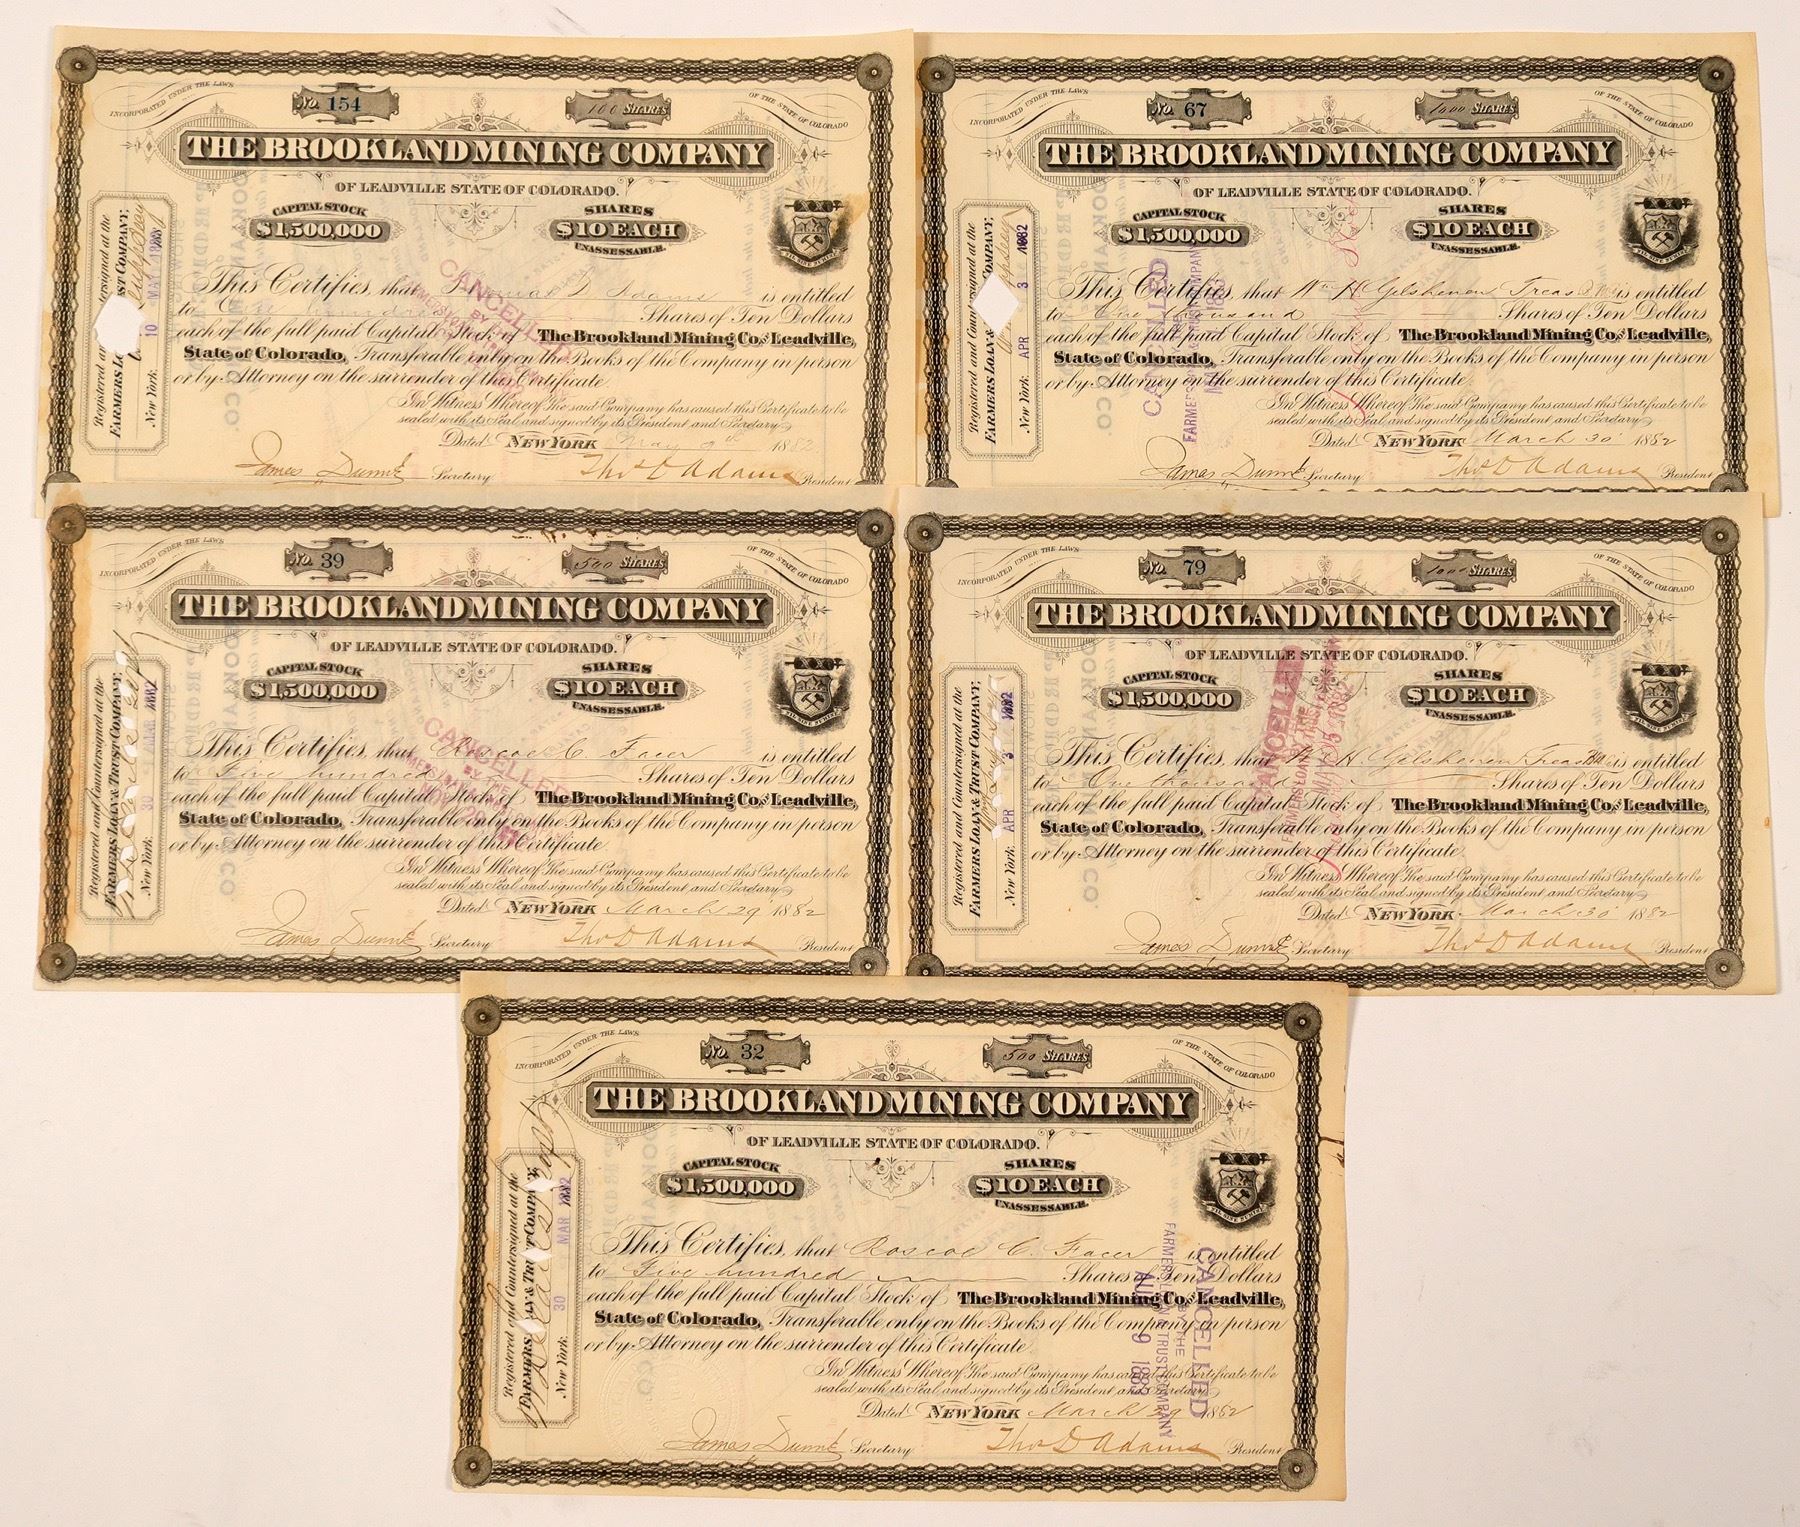 INCORPORATED UNDER THE LAWS
No. 154
100 SHARES
OF THE STATE OF COLORADO
THE BROOKLAND MINING COMPANY
OF LEADVILLE STATE OF COLORADO.
CAPITAL STOCK
$1,500,000
SHARES
$10 EACH
UNASSESSABLE.
Registered and Countersigned at the
FARMERS LOAN & TRUST COMPANY,
New York.
10 MAY 1882
This Certifies, that Thomas D. Adams is entitled
to One hundred Shares of Ten Dollars
each of the full paid Capital Stock of The Brookland Mining Co. of Leadville,
State of Colorado, Transferable only on the Books of the Company in person
or by Attorney on the surrender of this Certificate.
In Witness Whereof The said Company has caused this Certificate to be
sealed with its Seal and signed by its President and Secretary
Dated NEW YORK May 9th 1882
James Dunne Secretary
Thos D Adams President
CANCELLED
BY THE
INCORPORATED UNDER THE LAWS
No. 67
1000 SHARES
OF THE STATE OF COLORADO
THE BROOKLAND MINING COMPANY
OF LEADVILLE STATE OF COLORADO.
CAPITAL STOCK
$1,500,000
SHARES
$10 EACH
UNASSESSABLE.
Registered and Countersigned at the
FARMERS LOAN & TRUST COMPANY,
New York.
APR 3 1882
This Certifies, that Wm H Gelshenen Treas is entitled
to One thousand Shares of Ten Dollars
each of the full paid Capital Stock of The Brookland Mining Co. of Leadville,
State of Colorado, Transferable only on the Books of the Company in person
or by Attorney on the surrender of this Certificate.
In Witness Whereof The said Company has caused this Certificate to be
sealed with its Seal and signed by its President and Secretary
Dated NEW YORK March 30 1882
James Dunne Secretary
Thos D Adams President
CANCELLED
INCORPORATED UNDER THE LAWS
No. 39
500 SHARES
OF THE STATE OF COLORADO
THE BROOKLAND MINING COMPANY
OF LEADVILLE STATE OF COLORADO.
CAPITAL STOCK
$1,500,000
SHARES
$10 EACH
UNASSESSABLE.
Registered and Countersigned at the
FARMERS LOAN & TRUST COMPANY,
New York.
30 MAR 1882
This Certifies, that Roscoe C. Facer is entitled
to Five hundred Shares of Ten Dollars
each of the full paid Capital Stock of The Brookland Mining Co. of Leadville,
State of Colorado, Transferable only on the Books of the Company in person
or by Attorney on the surrender of this Certificate.
In Witness Whereof The said Company has caused this Certificate to be
sealed with its Seal and signed by its President and Secretary
Dated NEW YORK March 29 1882
James Dunne Secretary
Thos D Adams President
CANCELLED
BY THE
INCORPORATED UNDER THE LAWS
No. 79
1000 SHARES
OF THE STATE OF COLORADO
THE BROOKLAND MINING COMPANY
OF LEADVILLE STATE OF COLORADO.
CAPITAL STOCK
$1,500,000
SHARES
$10 EACH
UNASSESSABLE.
Registered and Countersigned at the
FARMERS LOAN & TRUST COMPANY,
New York.
APR 3 1882
This Certifies, that Wm H Gelshenen Treas is entitled
to One thousand Shares of Ten Dollars
each of the full paid Capital Stock of The Brookland Mining Co. of Leadville,
State of Colorado, Transferable only on the Books of the Company in person
or by Attorney on the surrender of this Certificate.
In Witness Whereof The said Company has caused this Certificate to be
sealed with its Seal and signed by its President and Secretary
Dated NEW YORK March 30 1882
James Dunne Secretary
Thos D Adams President
CANCELLED
BY THE
INCORPORATED UNDER THE LAWS
No. 32
500 SHARES
OF THE STATE OF COLORADO
THE BROOKLAND MINING COMPANY
OF LEADVILLE STATE OF COLORADO.
CAPITAL STOCK
$1,500,000
SHARES
$10 EACH
UNASSESSABLE.
Registered and Countersigned at the
FARMERS LOAN & TRUST COMPANY,
New York.
30 MAR 1882
This Certifies, that Roscoe C. Facer is entitled
to Five hundred Shares of Ten Dollars
each of the full paid Capital Stock of The Brookland Mining Co. of Leadville,
State of Colorado, Transferable only on the Books of the Company in person
or by Attorney on the surrender of this Certificate.
In Witness Whereof The said Company has caused this Certificate to be
sealed with its Seal and signed by its President and Secretary
Dated NEW YORK March 29 1882
James Dunne Secretary
Thos D Adams President
CANCELLED
BY THE
FARMERS LOAN & TRUST COMPANY
AUG 9 1883